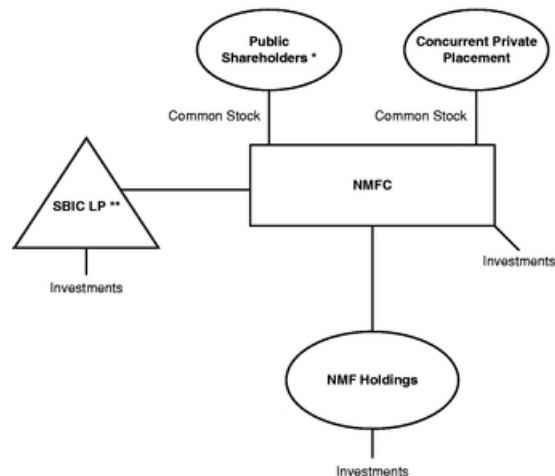 Public
Shareholders *
Concurrent Private
Placement
Common Stock
Common Stock
NMFC
SBIC LP **
Investments
Investments
NMF Holdings
Investments